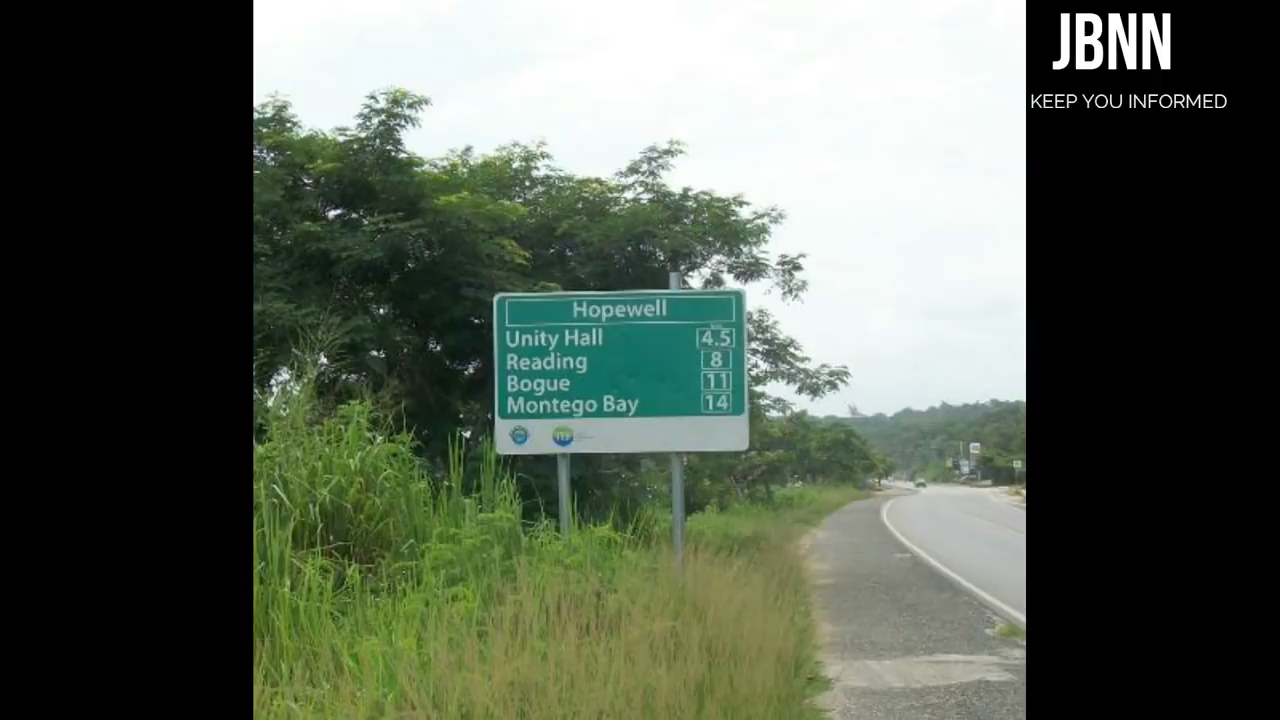 JBNN
KEEP YOU INFORMED
Hopewell
Unity Hall 4.5
Reading 8
Bogue 11
Montego Bay 14